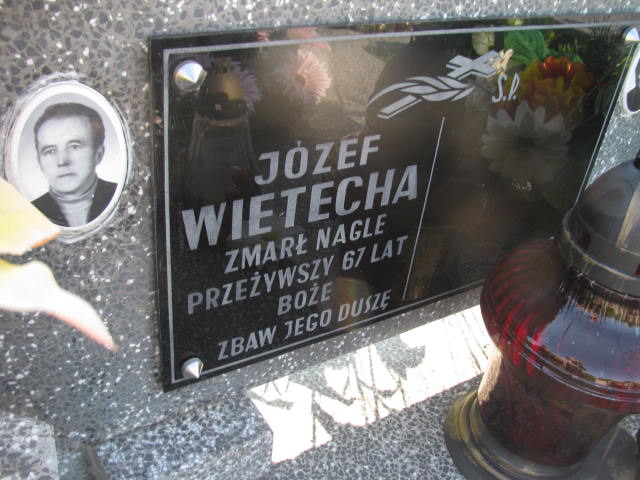 Ś.P.
JÓZEF
WIETECHA
ZMARŁ NAGLE
PRZEŻYWSZY 67 LAT
BOŻE
ZBAW JEGO DUSZĘ